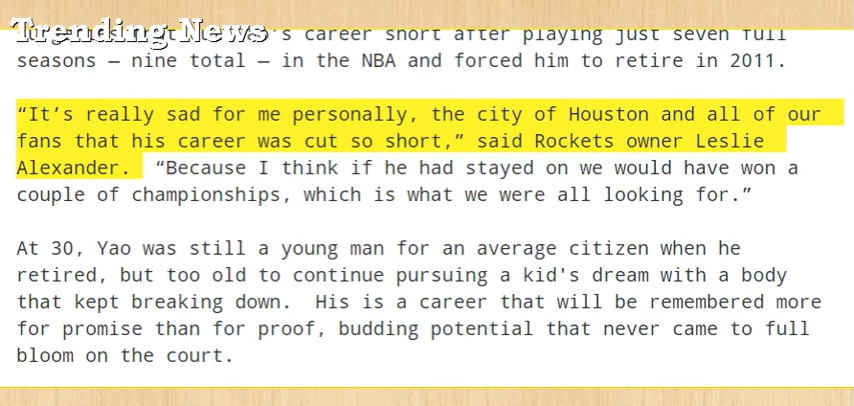 Trending News
's career short after playing just seven full
seasons — nine total — in the NBA and forced him to retire in 2011.
“It’s really sad for me personally, the city of Houston and all of our
fans that his career was cut so short,” said Rockets owner Leslie
Alexander. “Because I think if he had stayed on we would have won a
couple of championships, which is what we were all looking for.”
At 30, Yao was still a young man for an average citizen when he
retired, but too old to continue pursuing a kid's dream with a body
that kept breaking down. His is a career that will be remembered more
for promise than for proof, budding potential that never came to full
bloom on the court.